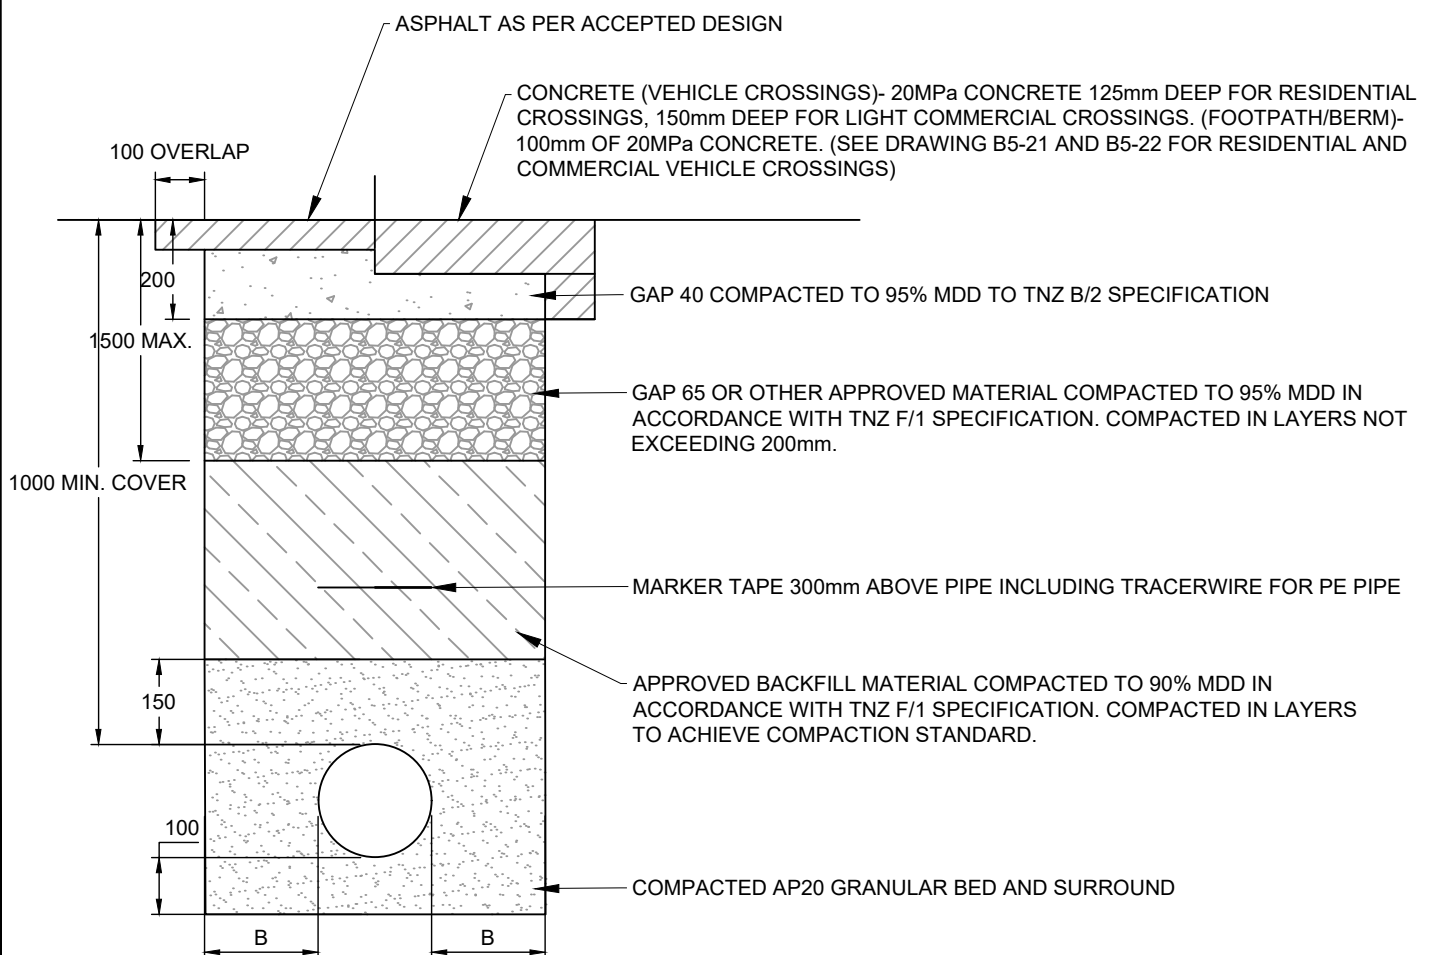 ASPHALT AS PER ACCEPTED DESIGN
CONCRETE (VEHICLE CROSSINGS)- 20MPa CONCRETE 125mm DEEP FOR RESIDENTIAL
CROSSINGS, 150mm DEEP FOR LIGHT COMMERCIAL CROSSINGS. (FOOTPATH/BERM)-
100mm OF 20MPa CONCRETE. (SEE DRAWING B5-21 AND B5-22 FOR RESIDENTIAL AND
COMMERCIAL VEHICLE CROSSINGS)
100 OVERLAP
200
GAP 40 COMPACTED TO 95% MDD TO TNZ B/2 SPECIFICATION
1500 MAX.
GAP 65 OR OTHER APPROVED MATERIAL COMPACTED TO 95% MDD IN
ACCORDANCE WITH TNZ F/1 SPECIFICATION. COMPACTED IN LAYERS NOT
EXCEEDING 200mm.
1000 MIN. COVER
MARKER TAPE 300mm ABOVE PIPE INCLUDING TRACERWIRE FOR PE PIPE
150
APPROVED BACKFILL MATERIAL COMPACTED TO 90% MDD IN
ACCORDANCE WITH TNZ F/1 SPECIFICATION. COMPACTED IN LAYERS
TO ACHIEVE COMPACTION STANDARD.
100
COMPACTED AP20 GRANULAR BED AND SURROUND
B
B